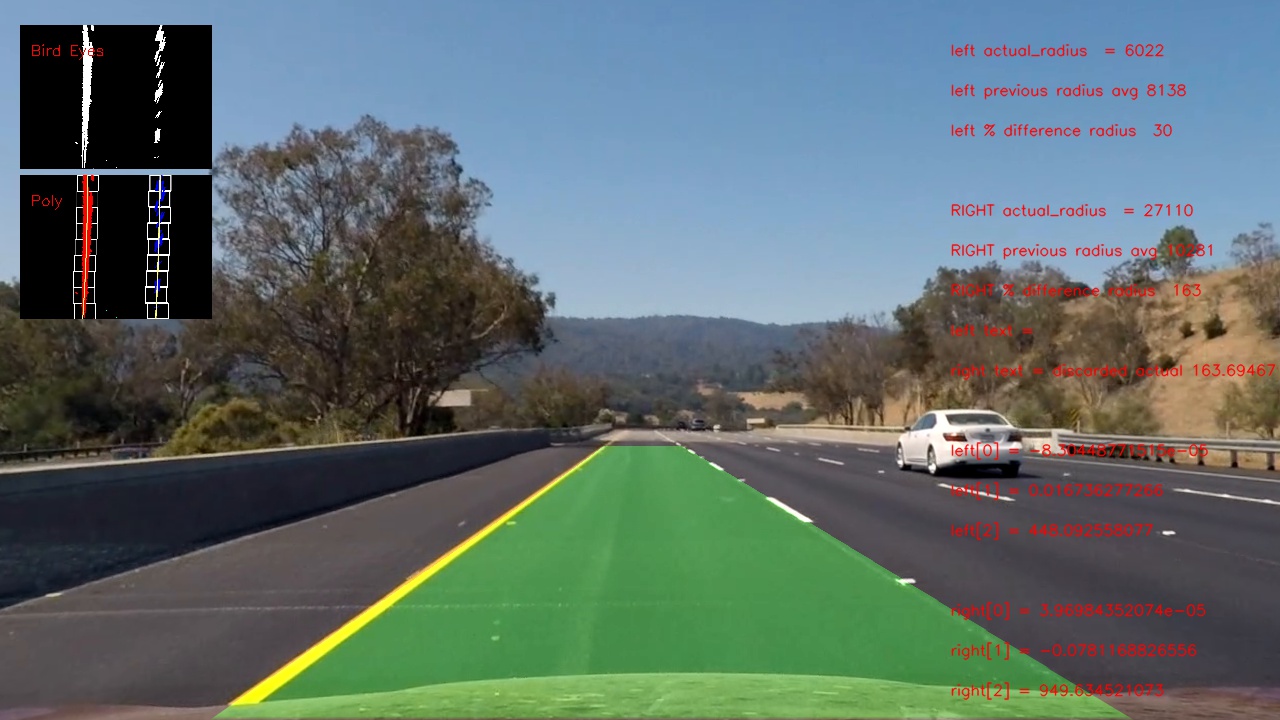 Bird Eyes
Poly
left actual_radius = 6022
left previous radius avg 8138
left % difference radius 30
RIGHT actual_radius = 27110
RIGHT previous radius avg 10281
RIGHT % difference radius 163
left text =
right text = discarded actual 163.69467
left[0] = -8.30448771515e-05
left[1] = 0.016736277266
left[2] = 448.092558077
right[0] = 3.96984352074e-05
right[1] = -0.0781168826556
right[2] = 949.634521073